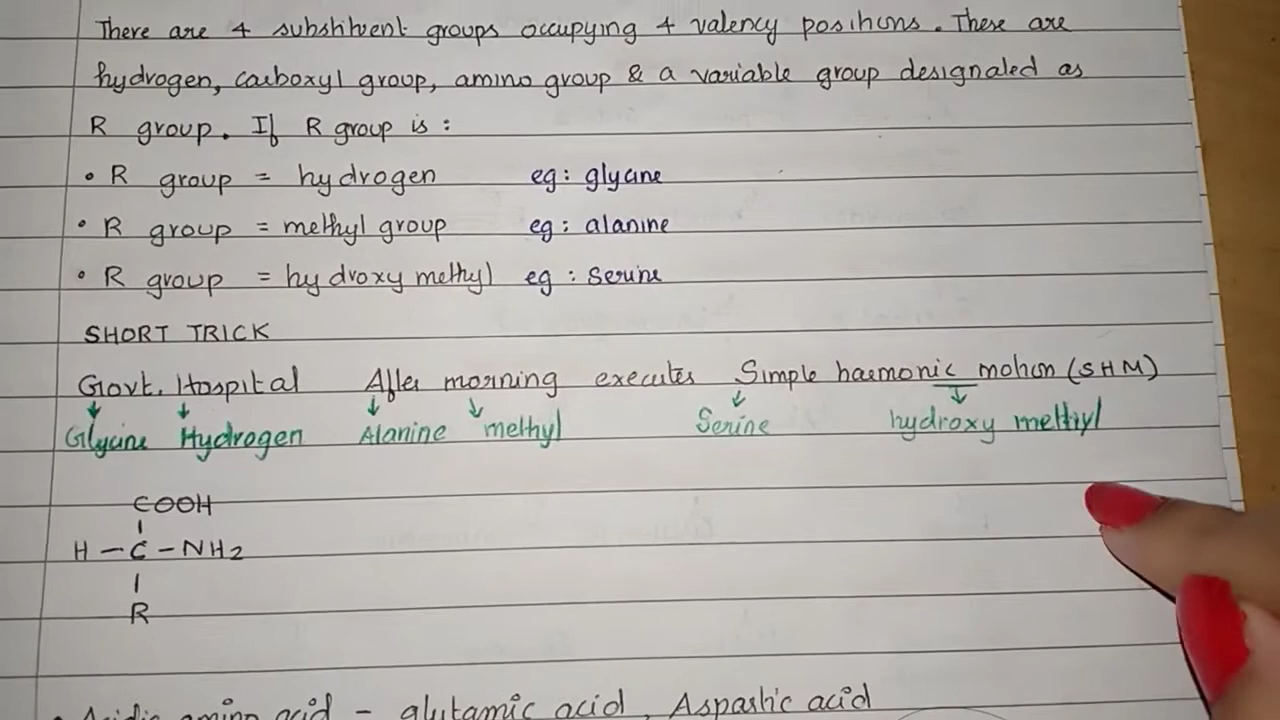 There are 4 substituent groups occupying 4 valency positions. These are
hydrogen, carboxyl group, amino group & a variable group designated as
R group. If R group is :
• R group = hydrogen eg: glycine
• R group = methyl group eg: alanine
• R group = hydroxy methyl eg: Serine
SHORT TRICK
Govt. Hospital After morning executes Simple harmonic motion (SHM)
↓ ↓ ↓ ↓ ↓ ↓
Glycine Hydrogen Alanine methyl Serine hydroxy methyl
COOH
|
H – C – NH2
|
R
• Acidic amino acid – glutamic acid, Aspartic acid